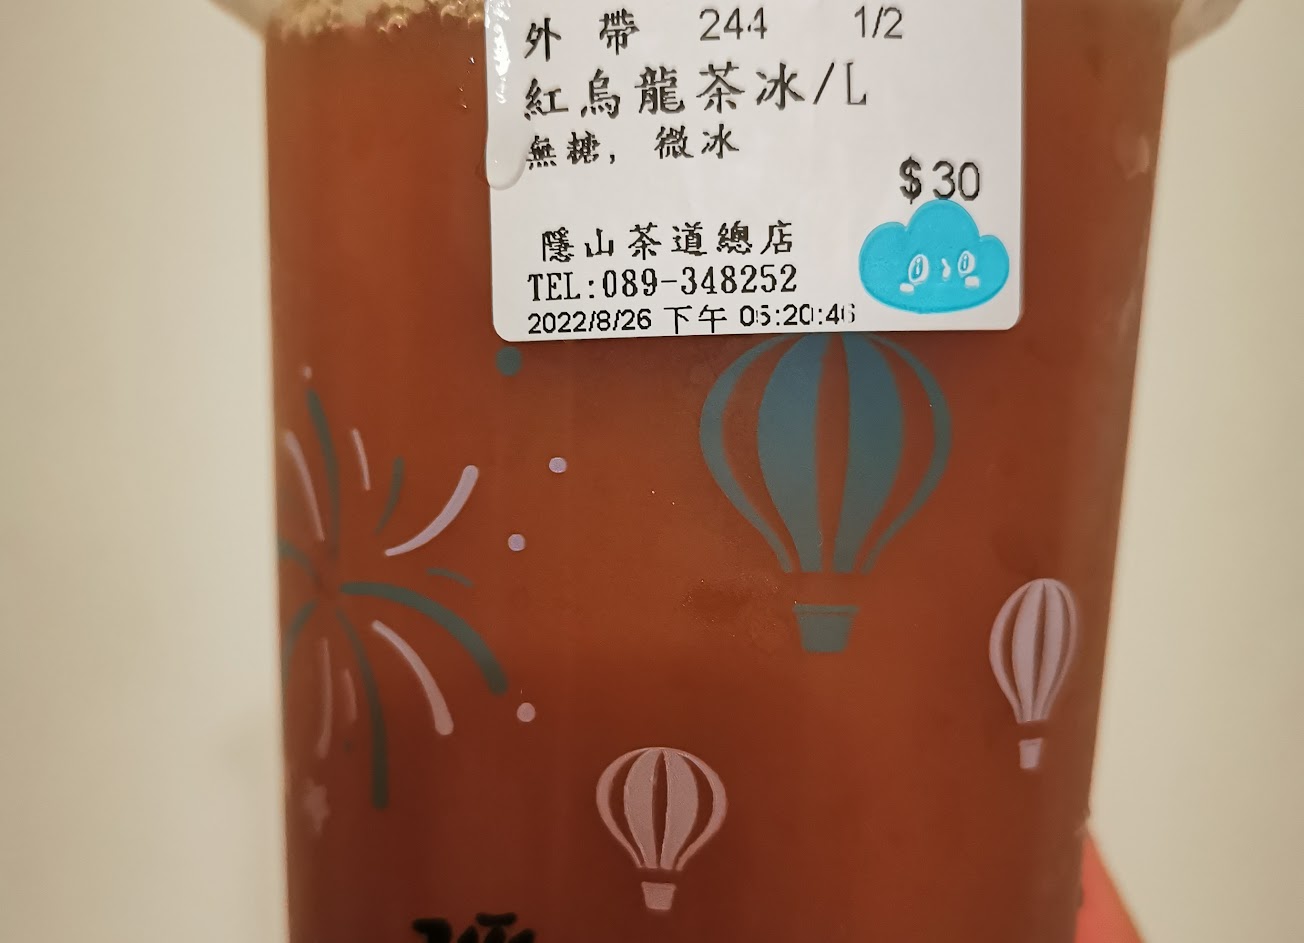 外 帶 244 1/2
紅烏龍茶冰/L
無糖, 微冰
$30
隱山茶道總店
TEL:089-348252
2022/8/26 下午 05:20:46